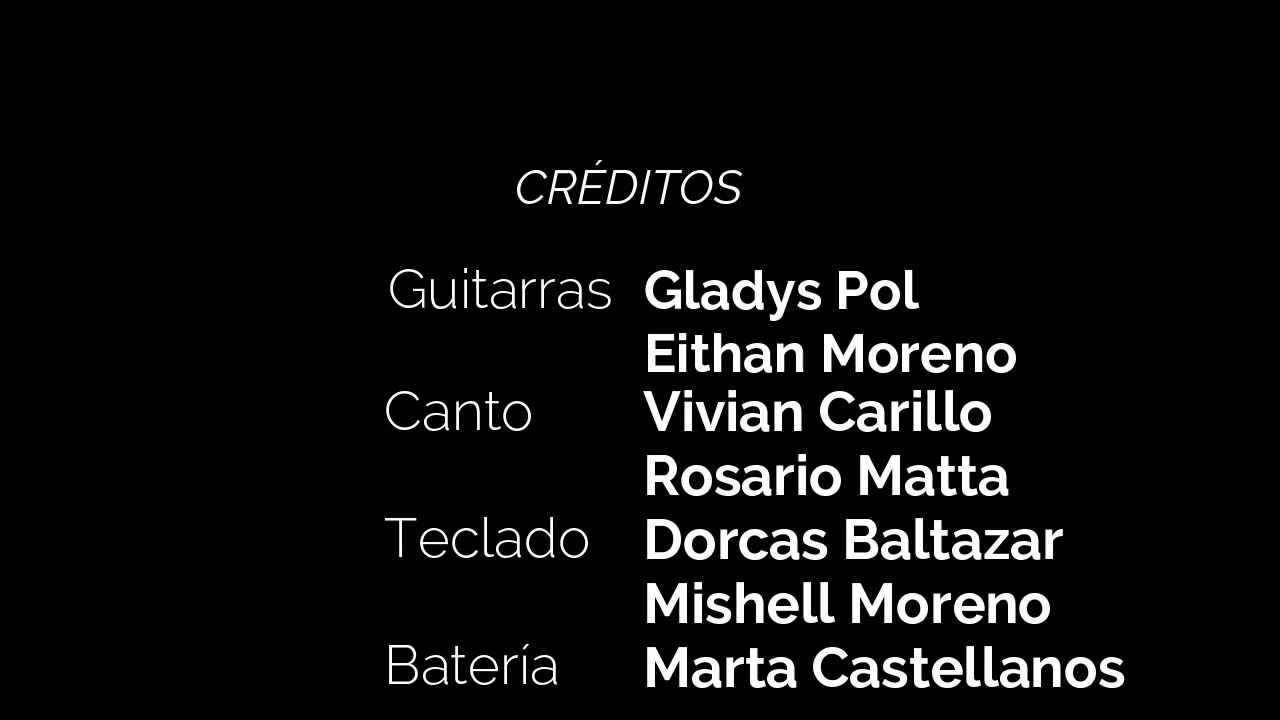 CRÉDITOS
Guitarras Gladys Pol
Eithan Moreno
Canto Vivian Carillo
Rosario Matta
Teclado Dorcas Baltazar
Mishell Moreno
Batería Marta Castellanos